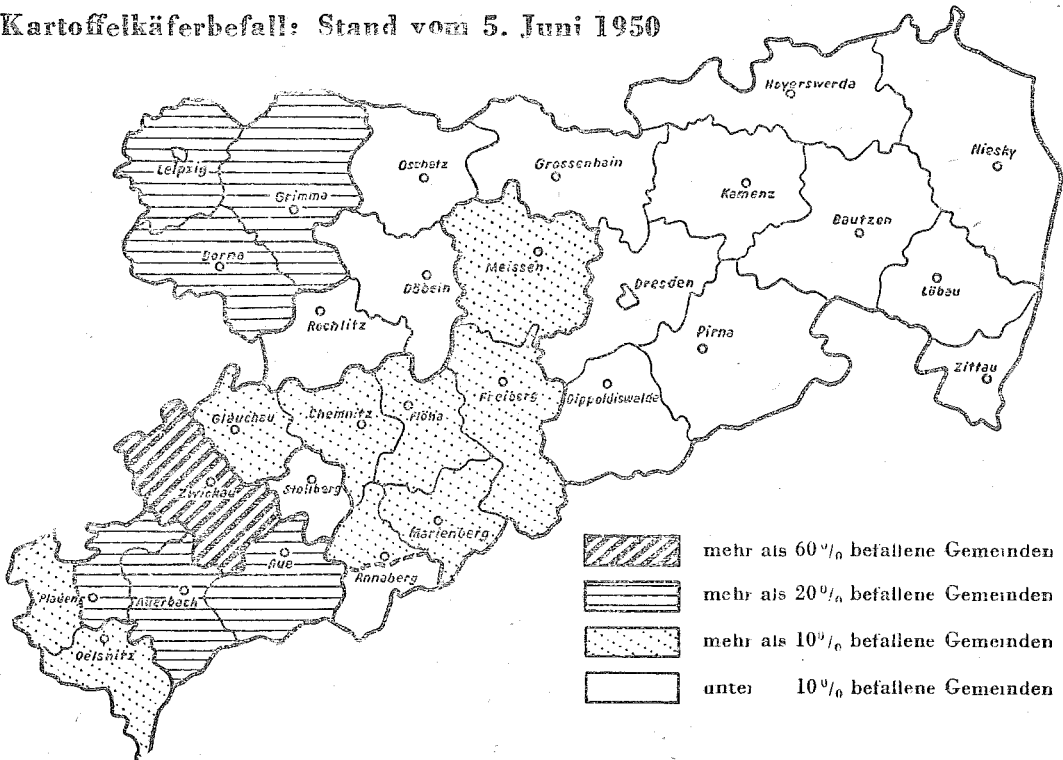 Kartoffelkäferbefall: Stand vom 5. Juni 1950
Hoyerswerda
Niesky
Leipzig
Oschatz
Grossenhain
Kamenz
Grimma
Bautzen
Borna
Meissen
Döbeln
Dresden
Löbau
Rochlitz
Pirna
Zittau
Glauchau
Chemnitz
Flöha
Freiberg
Dippoldiswalde
Zwickau
Stollberg
Marienberg
Aue
Annaberg
Plauen
Auerbach
Oelsnitz
mehr als 60% befallene Gemeinden
mehr als 20% befallene Gemeinden
mehr als 10% befallene Gemeinden
unter 10% befallene Gemeinden